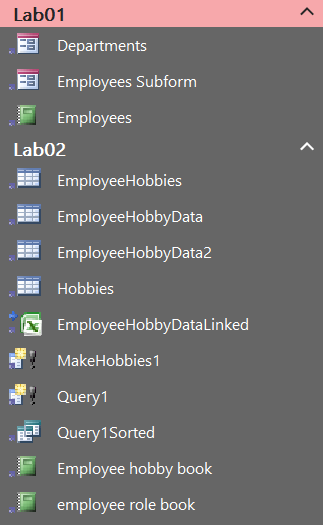 Lab01
Departments
Employees Subform
Employees
Lab02
EmployeeHobbies
EmployeeHobbyData
EmployeeHobbyData2
Hobbies
EmployeeHobbyDataLinked
MakeHobbies1
Query1
Query1Sorted
Employee hobby book
employee role book